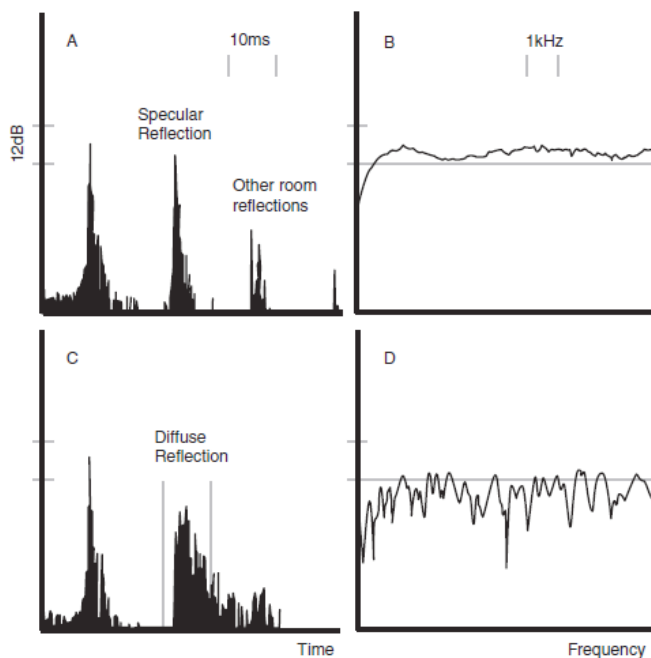 A
10ms
B
1kHz
12dB
Specular
Reflection
Other room
reflections
C
D
Diffuse
Reflection
Time
Frequency